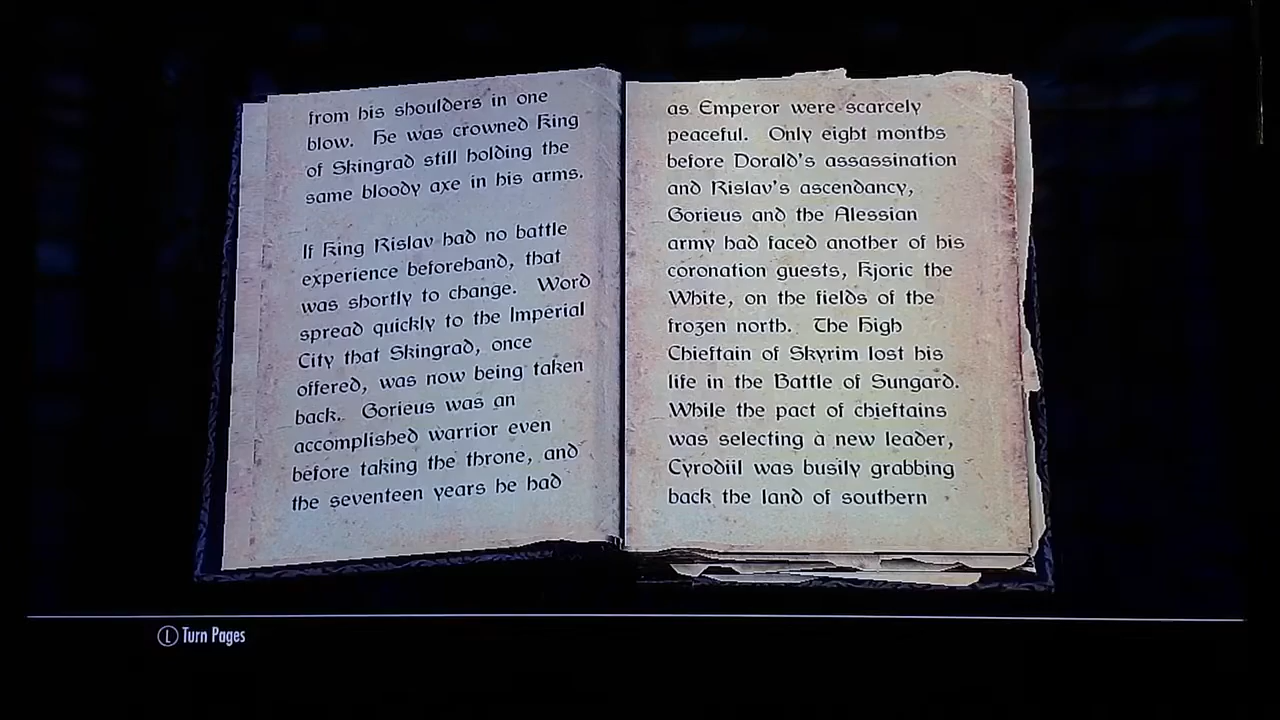 from his shoulders in one
blow. He was crowned King
of Skingrad still holding the
same bloody axe in his arms.
If King Rislav had no battle
experience beforehand, that
was shortly to change. Word
spread quickly to the Imperial
City that Skingrad, once
offered, was now being taken
back. Gorieus was an
accomplished warrior even
before taking the throne, and
the seventeen years he had
as Emperor were scarcely
peaceful. Only eight months
before Dorald's assassination
and Rislav's ascendancy,
Gorieus and the Alessian
army had faced another of his
coronation guests, Kjoric the
White, on the fields of the
frozen north. The High
Chieftain of Skyrim lost his
life in the Battle of Sungard.
While the pact of chieftains
was selecting a new leader,
Cyrodiil was busily grabbing
back the land of southern
L Turn Pages